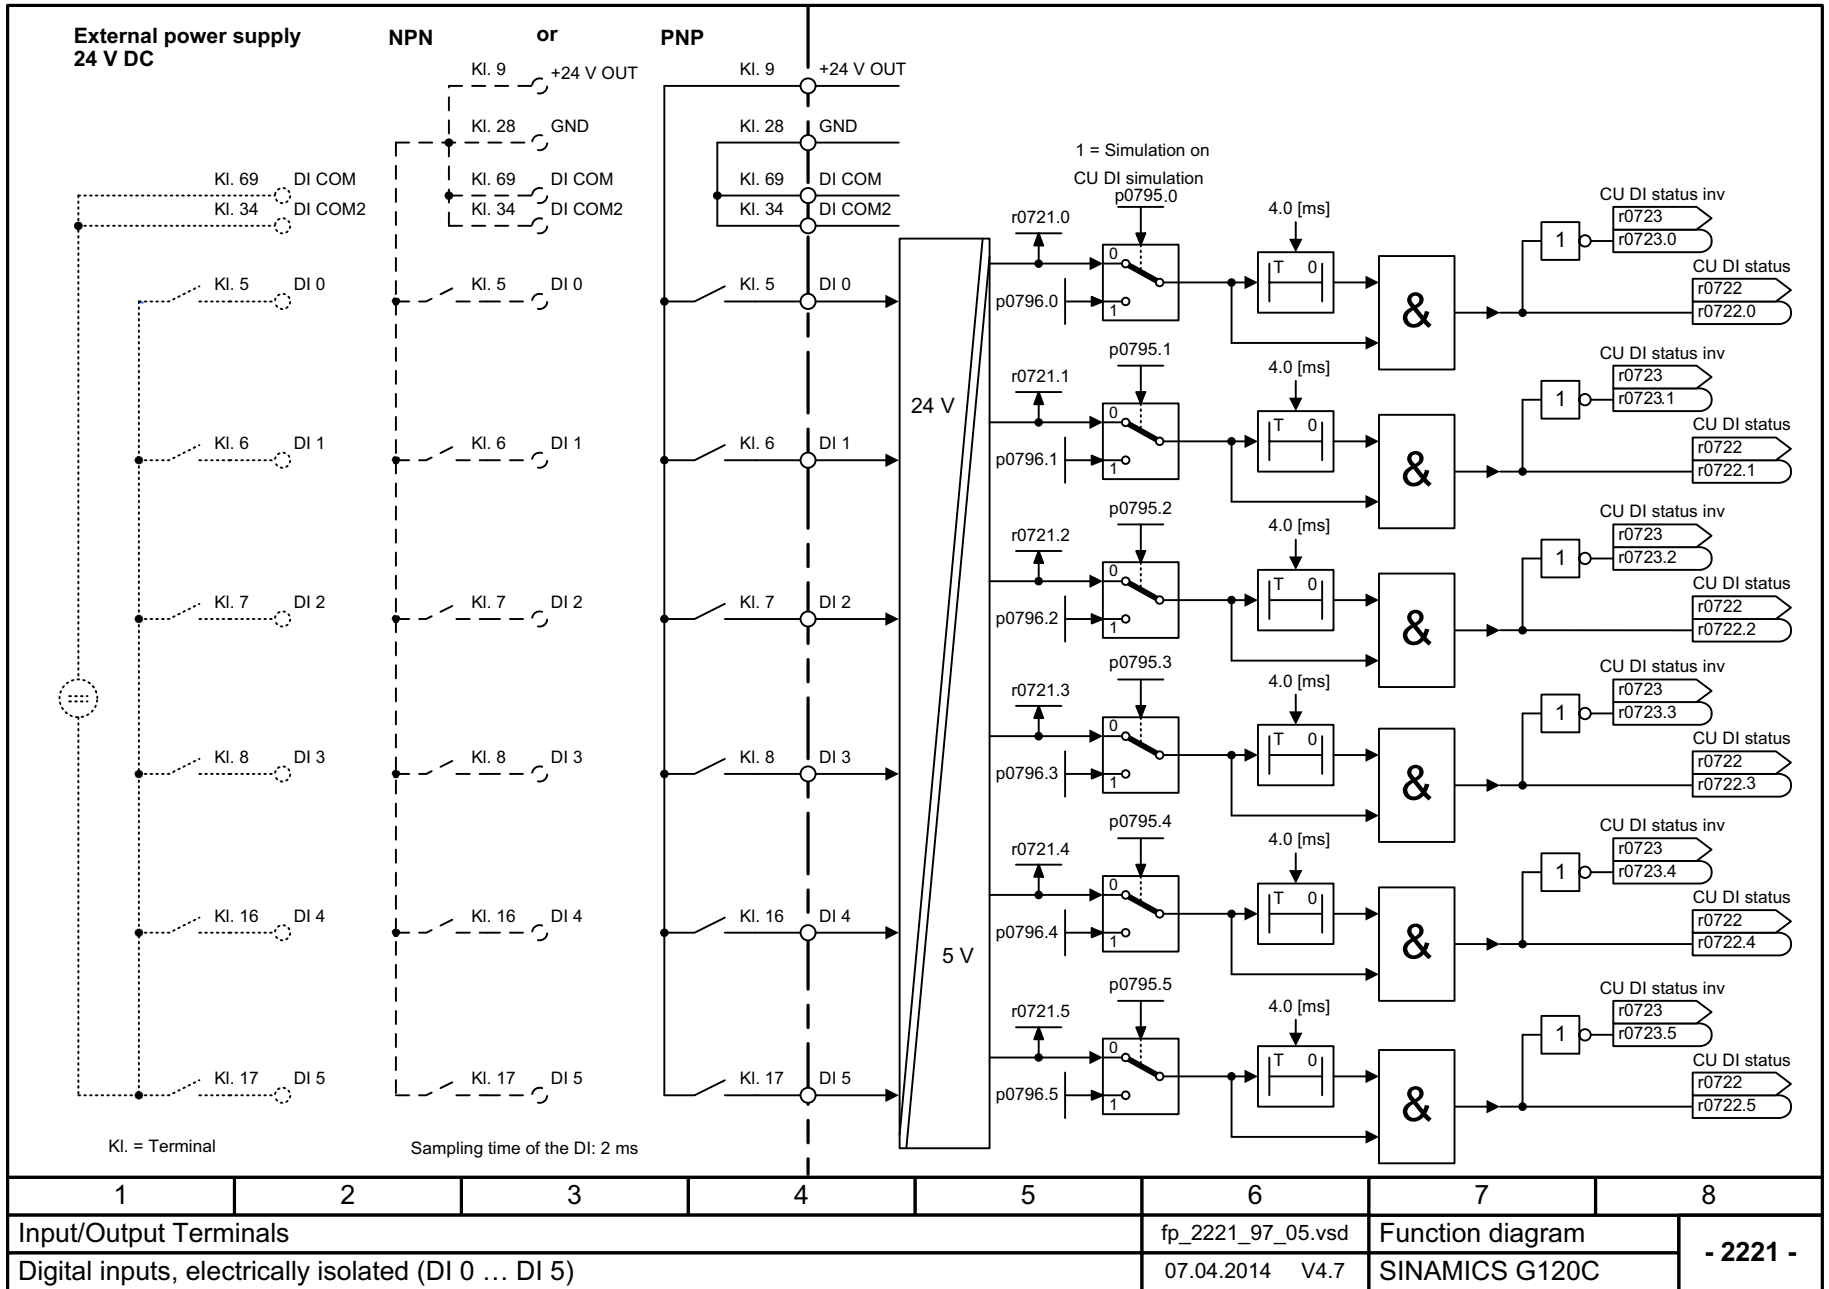 External power supply
24 V DC
NPN
or
PNP
Kl. 9 +24 V OUT
Kl. 9 +24 V OUT
Kl. 28 GND
Kl. 28 GND
1 = Simulation on
CU DI simulation
Kl. 69 DI COM
Kl. 69 DI COM
Kl. 69 DI COM
Kl. 34 DI COM2
Kl. 34 DI COM2
Kl. 34 DI COM2
Kl. 5 DI 0
Kl. 5 DI 0
Kl. 5 DI 0
r0721.0
p0795.0
0
1
p0796.0
4.0 [ms]
T 0
&
1
CU DI status inv
r0723
r0723.0
CU DI status
r0722
r0722.0
Kl. 6 DI 1
Kl. 6 DI 1
Kl. 6 DI 1
24 V
r0721.1
p0795.1
0
1
p0796.1
4.0 [ms]
T 0
&
1
CU DI status inv
r0723
r0723.1
CU DI status
r0722
r0722.1
Kl. 7 DI 2
Kl. 7 DI 2
Kl. 7 DI 2
r0721.2
p0795.2
0
1
p0796.2
4.0 [ms]
T 0
&
1
CU DI status inv
r0723
r0723.2
CU DI status
r0722
r0722.2
Kl. 8 DI 3
Kl. 8 DI 3
Kl. 8 DI 3
r0721.3
p0795.3
0
1
p0796.3
4.0 [ms]
T 0
&
1
CU DI status inv
r0723
r0723.3
CU DI status
r0722
r0722.3
Kl. 16 DI 4
Kl. 16 DI 4
Kl. 16 DI 4
5 V
r0721.4
p0795.4
0
1
p0796.4
4.0 [ms]
T 0
&
1
CU DI status inv
r0723
r0723.4
CU DI status
r0722
r0722.4
Kl. 17 DI 5
Kl. 17 DI 5
Kl. 17 DI 5
r0721.5
p0795.5
0
1
p0796.5
4.0 [ms]
T 0
&
1
CU DI status inv
r0723
r0723.5
CU DI status
r0722
r0722.5
Kl. = Terminal
Sampling time of the DI: 2 ms
1 2 3 4 5 6 7 8
Input/Output Terminals
fp_2221_97_05.vsd
Function diagram
- 2221 -
Digital inputs, electrically isolated (DI 0 … DI 5)
07.04.2014 V4.7
SINAMICS G120C